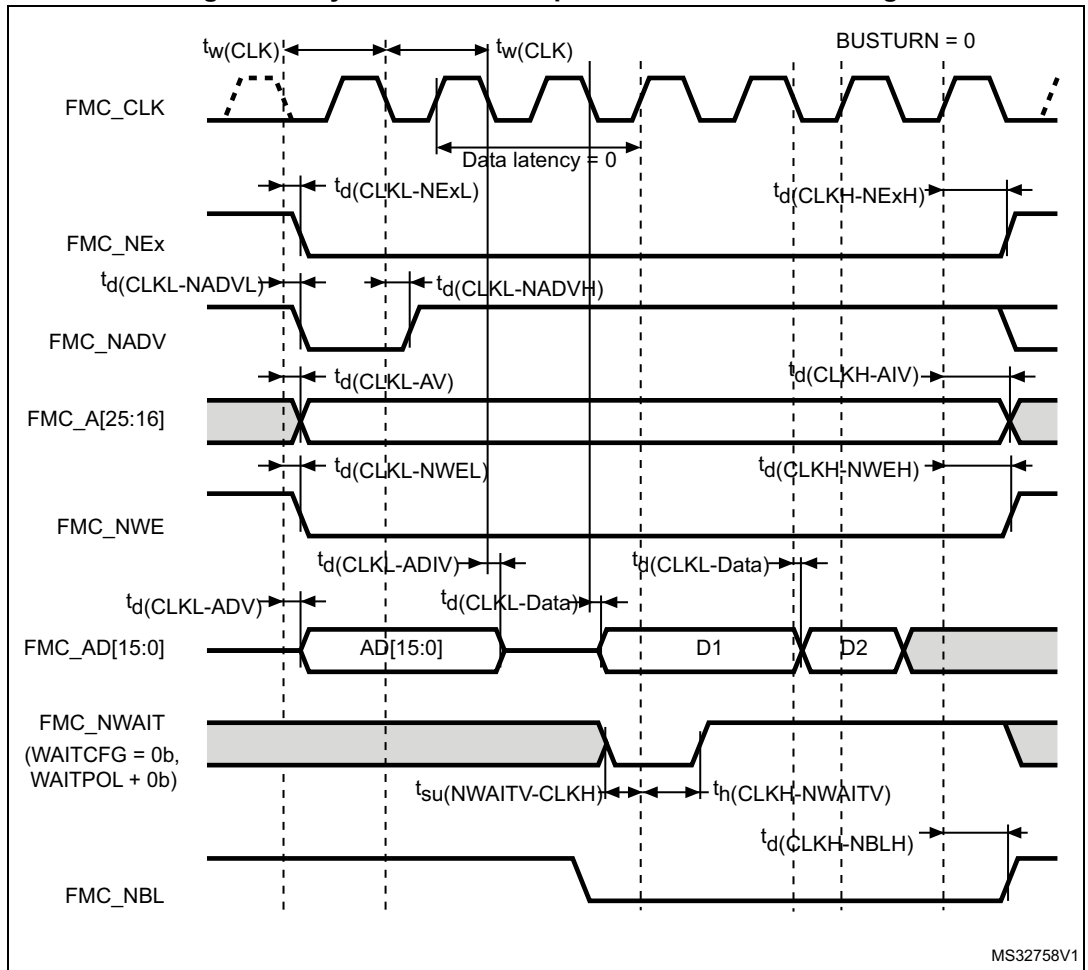 tw(CLK) tw(CLK) BUSTURN = 0
FMC_CLK
Data latency = 0
td(CLKL-NExL) td(CLKH-NExH)
FMC_NEx
td(CLKL-NADVL) td(CLKL-NADVH)
FMC_NADV
td(CLKL-AV) td(CLKH-AIV)
FMC_A[25:16]
td(CLKL-NWEL) td(CLKH-NWEH)
FMC_NWE
td(CLKL-ADIV) td(CLKL-Data)
td(CLKL-ADV) td(CLKL-Data)
FMC_AD[15:0] AD[15:0] D1 D2
FMC_NWAIT
(WAITCFG = 0b,
WAITPOL + 0b)
tsu(NWAITV-CLKH) th(CLKH-NWAITV)
td(CLKH-NBLH)
FMC_NBL
MS32758V1